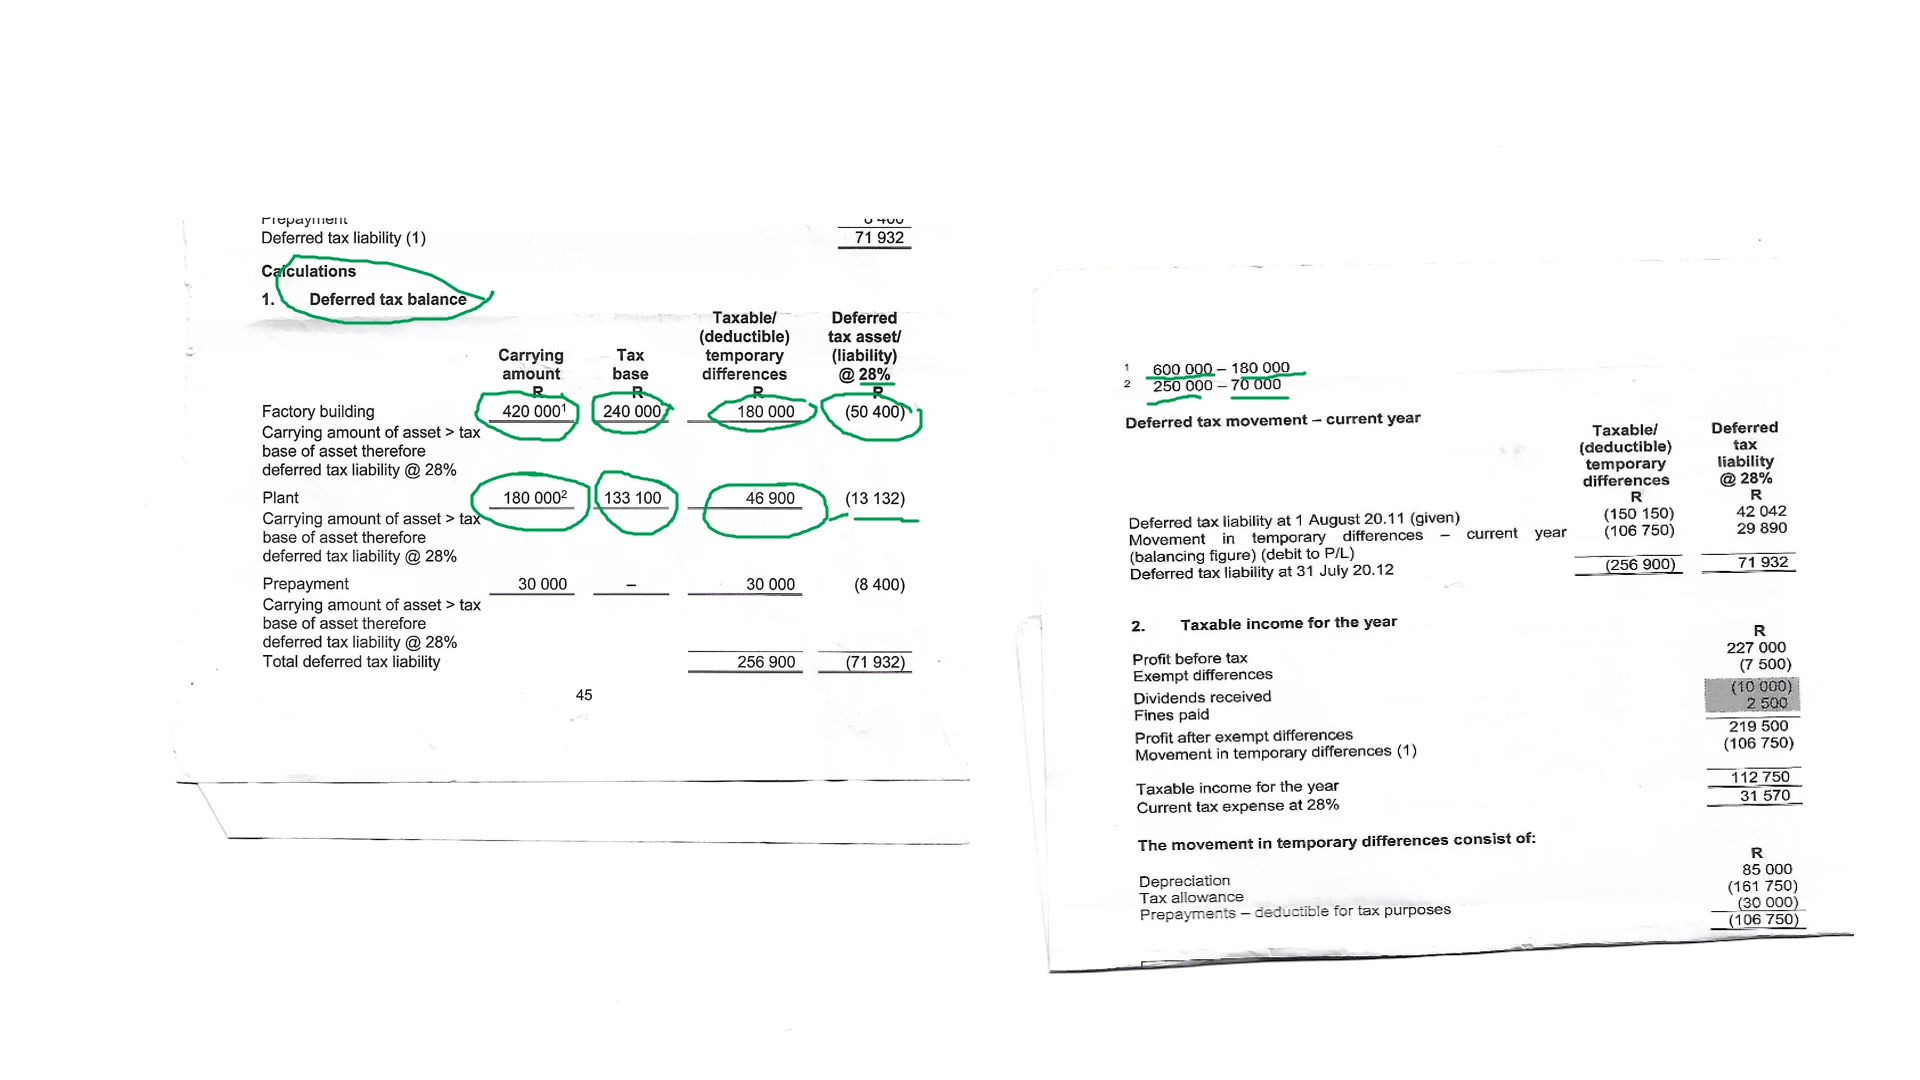 Prepayment 8 400
Deferred tax liability (1) 71 932
Calculations
1. Deferred tax balance
Taxable/ Deferred
(deductible) tax asset/
Carrying Tax temporary (liability)
amount base differences @ 28%
R R R R
Factory building 420 000¹ 240 000 180 000 (50 400)
Carrying amount of asset > tax
base of asset therefore
deferred tax liability @ 28%
Plant 180 000² 133 100 46 900 (13 132)
Carrying amount of asset > tax
base of asset therefore
deferred tax liability @ 28%
Prepayment 30 000 – 30 000 (8 400)
Carrying amount of asset > tax
base of asset therefore
deferred tax liability @ 28%
Total deferred tax liability 256 900 (71 932)
45
1 600 000 – 180 000
2 250 000 – 70 000
Deferred tax movement – current year
Taxable/ Deferred
(deductible) tax
temporary liability
differences @ 28%
R R
Deferred tax liability at 1 August 20.11 (given) (150 150) 42 042
Movement in temporary differences – current year (106 750) 29 890
(balancing figure) (debit to P/L)
Deferred tax liability at 31 July 20.12 (256 900) 71 932
2. Taxable income for the year
R
Profit before tax 227 000
Exempt differences (7 500)
Dividends received (10 000)
Fines paid 2 500
Profit after exempt differences 219 500
Movement in temporary differences (1) (106 750)
Taxable income for the year 112 750
Current tax expense at 28% 31 570
The movement in temporary differences consist of:
R
Depreciation 85 000
Tax allowance (161 750)
Prepayments – deductible for tax purposes (30 000)
(106 750)